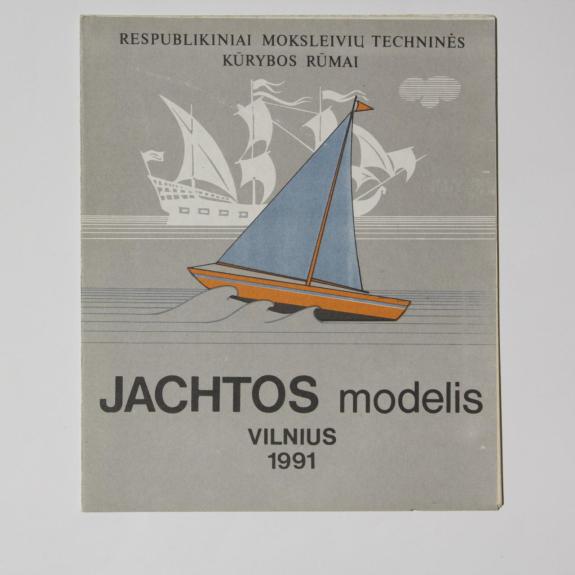 RESPUBLIKINIAI MOKSLEIVIŲ TECHNINĖS
KŪRYBOS RŪMAI
JACHTOS modelis
VILNIUS
1991